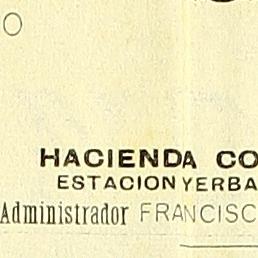 O
HACIENDA CO
ESTACION YERBA
Administrador FRANCISC